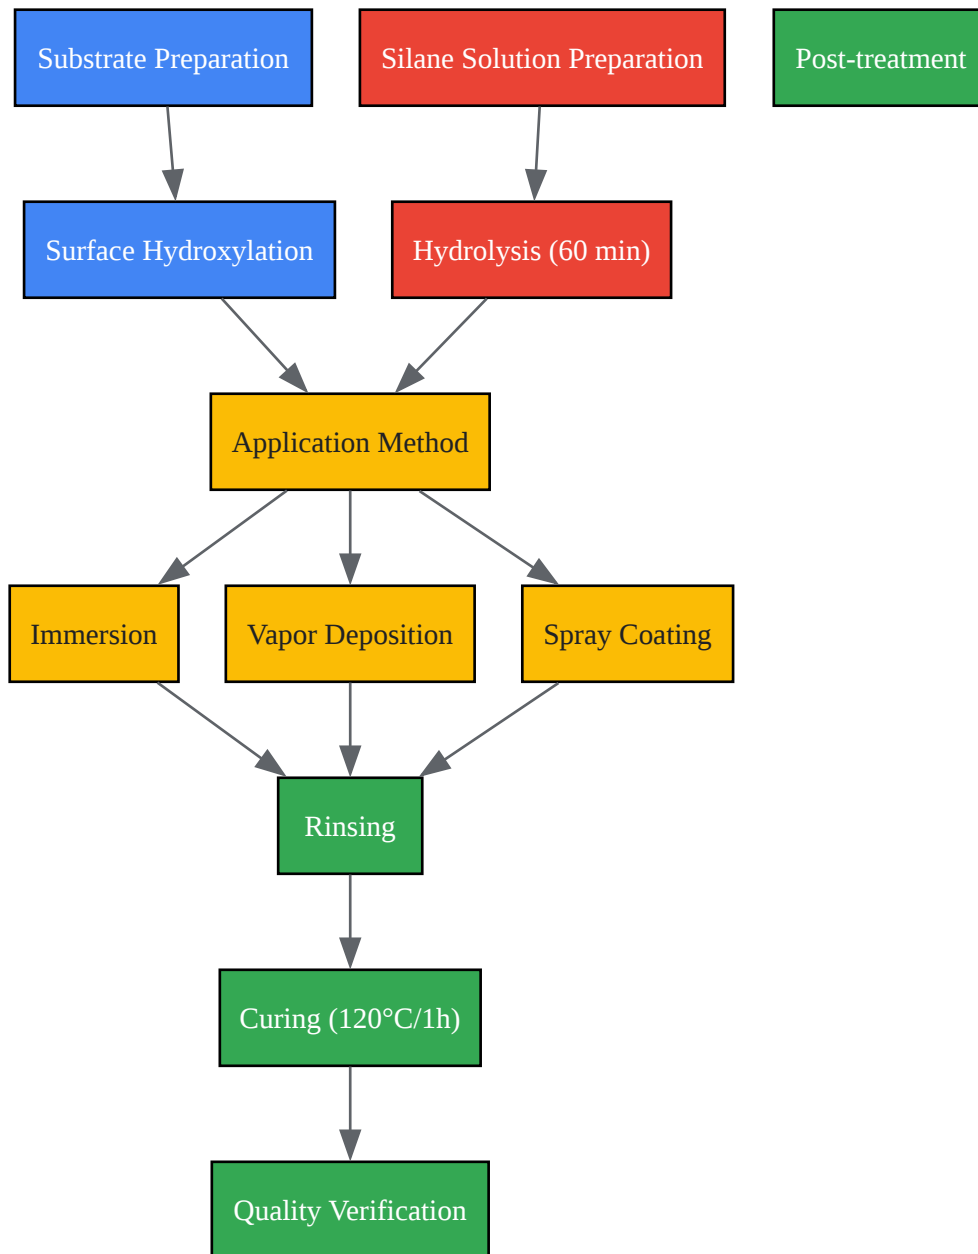 Substrate Preparation
Silane Solution Preparation
Post-treatment
Surface Hydroxylation
Hydrolysis (60 min)
Application Method
Immersion
Vapor Deposition
Spray Coating
Rinsing
Curing (120°C/1h)
Quality Verification